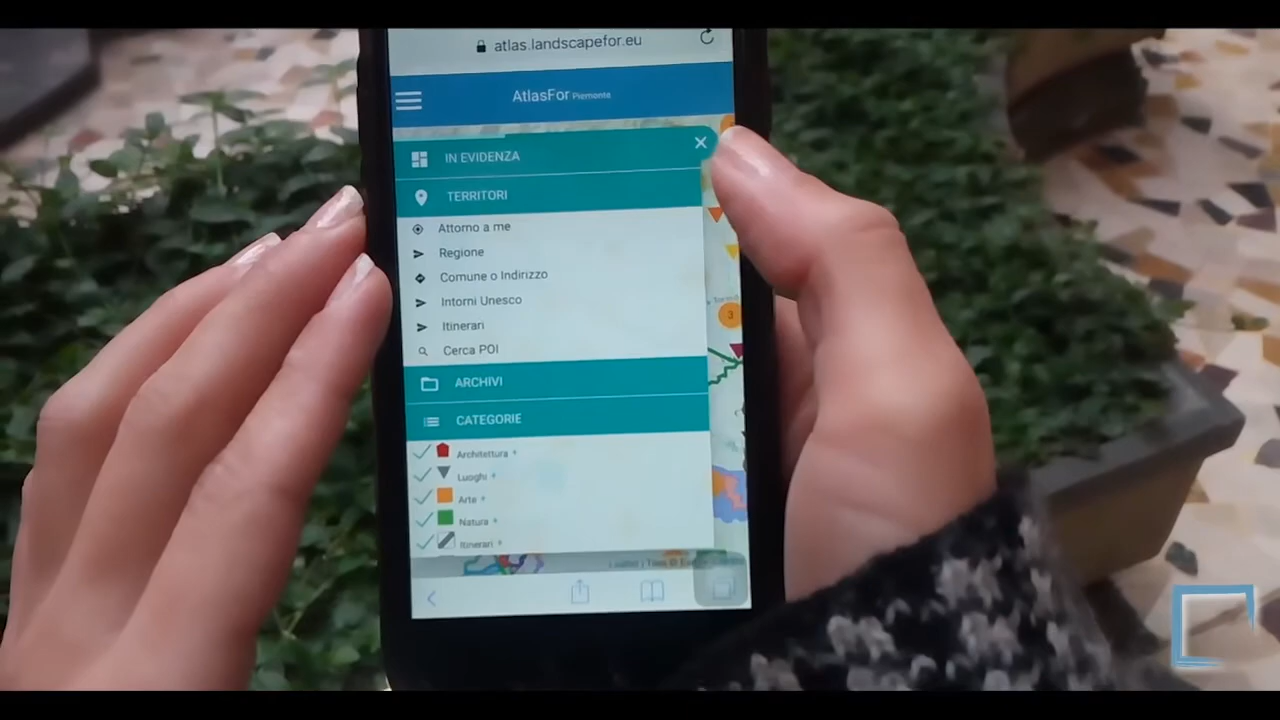 atlas.landscapefor.eu
AtlasFor Piemonte
IN EVIDENZA
TERRITORI
Attorno a me
Regione
Comune o Indirizzo
Intorni Unesco
Itinerari
Cerca POI
3
ARCHIVI
CATEGORIE
Architettura +
Luoghi +
Arte +
Natura +
Itinerari +